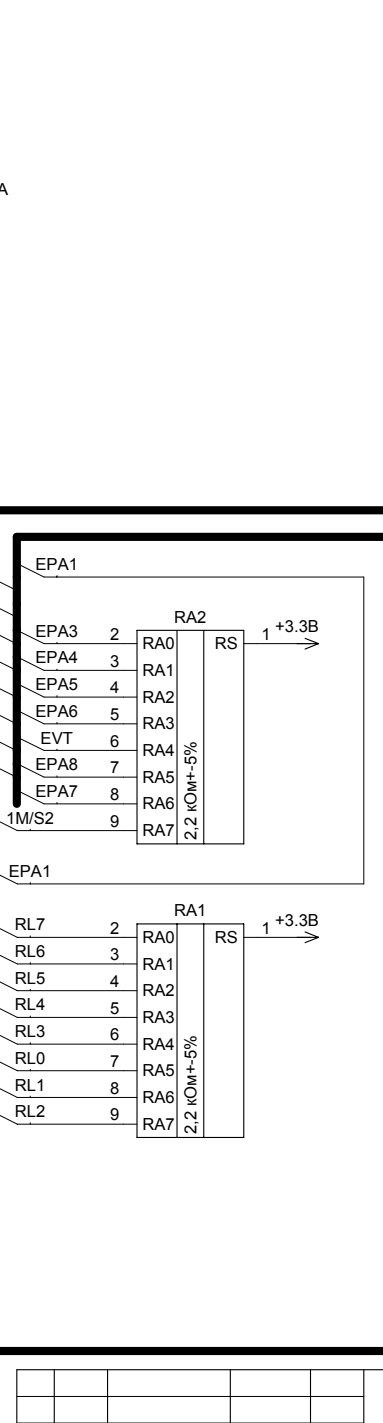 A
EPA1
RA2
EPA3 2 RA0 RS 1 +3.3В
EPA4 3 RA1
EPA5 4 RA2
EPA6 5 RA3
EVT 6 RA4
EPA8 7 RA5
EPA7 8 RA6
1M/S2 9 RA7
2,2 кОм+-5%
EPA1
RA1
RL7 2 RA0 RS 1 +3.3В
RL6 3 RA1
RL5 4 RA2
RL4 5 RA3
RL3 6 RA4
RL0 7 RA5
RL1 8 RA6
RL2 9 RA7
2,2 кОм+-5%